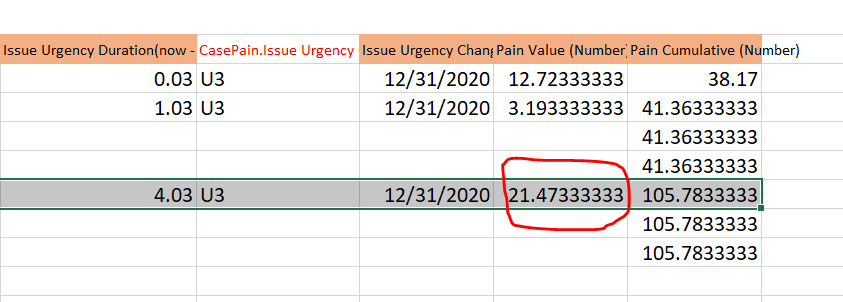 Issue Urgency Duration(now - CasePain.Issue Urgency Issue Urgency Chang Pain Value (Number) Pain Cumulative (Number)
0.03 U3 12/31/2020 12.72333333 38.17
1.03 U3 12/31/2020 3.193333333 41.36333333
41.36333333
41.36333333
4.03 U3 12/31/2020 21.47333333 105.7833333
105.7833333
105.7833333